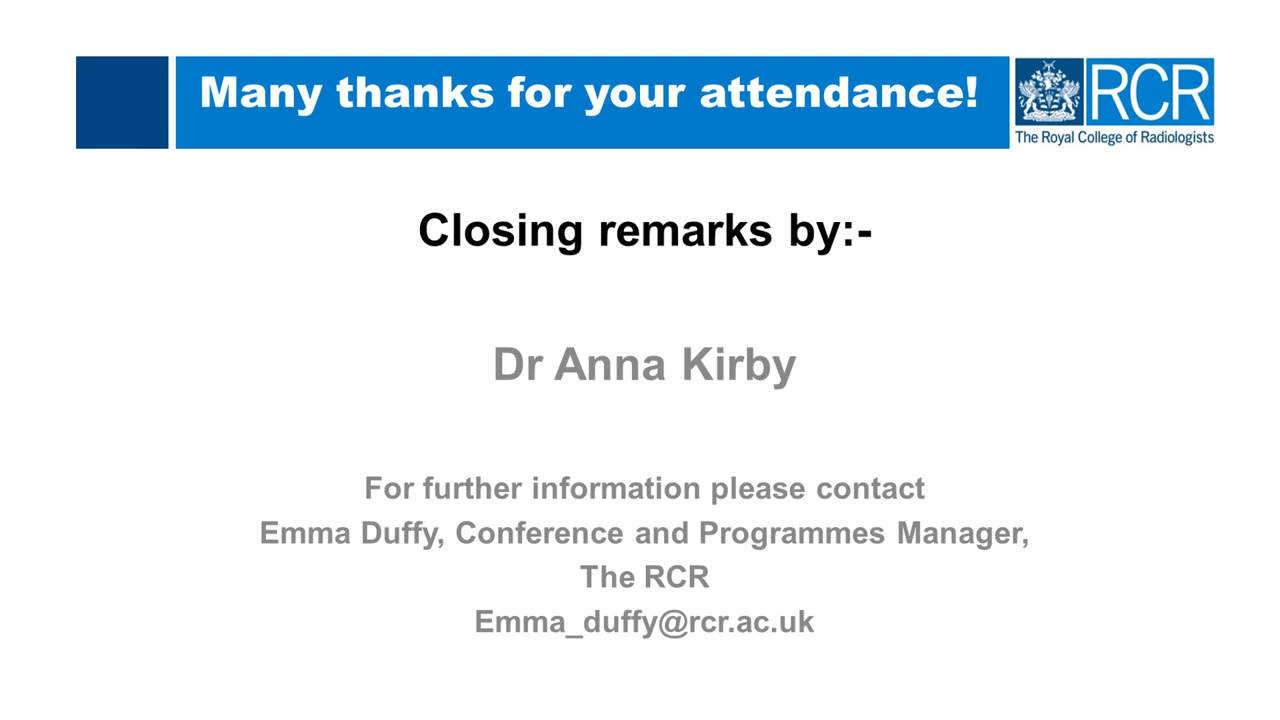 Many thanks for your attendance!
RCR
The Royal College of Radiologists
Closing remarks by:-
Dr Anna Kirby
For further information please contact
Emma Duffy, Conference and Programmes Manager,
The RCR
Emma_duffy@rcr.ac.uk